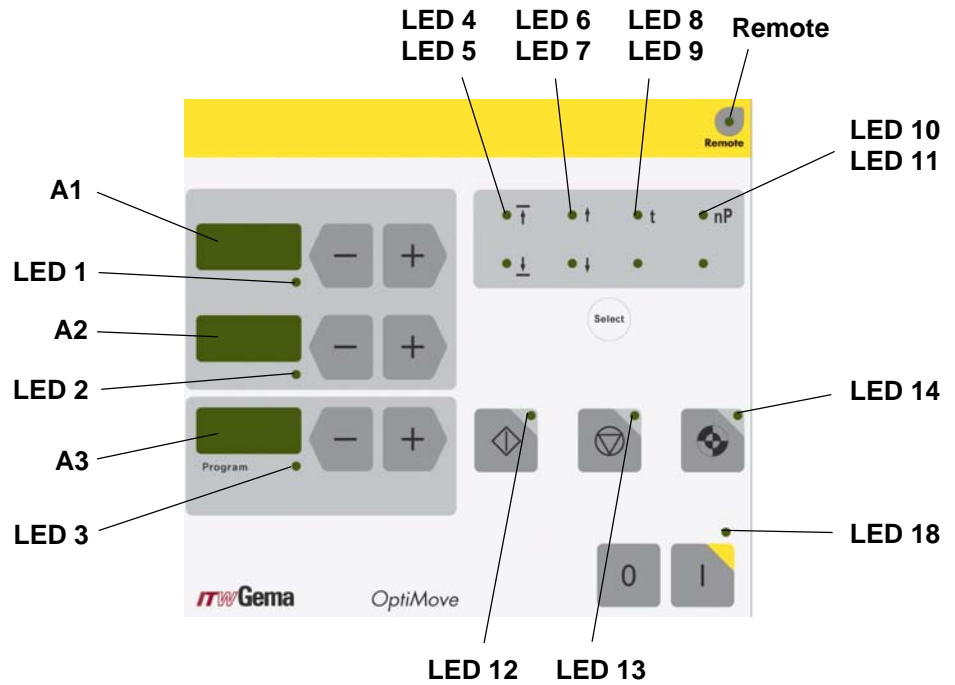 LED 4 LED 6 LED 8 Remote
LED 5 LED 7 LED 9
Remote
LED 10
LED 11
A1
t
nP
LED 1
− +
Select
A2
− +
LED 2
LED 14
A3
− +
Program
LED 3
LED 18
0 I
ITWGema OptiMove
LED 12 LED 13